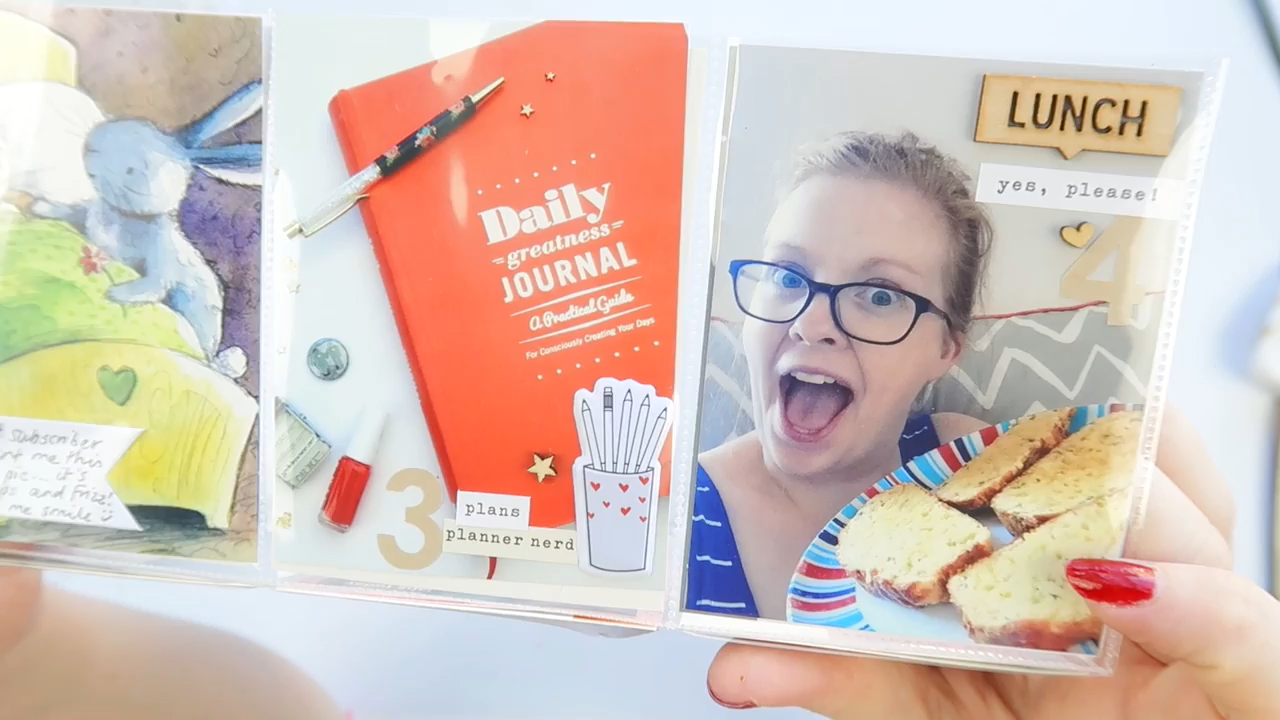 subscriber
me this
pic... it's
and Frize!
me smile
Daily
greatness
JOURNAL
A Practical Guide
For Consciously Creating Your Days
3
plans
planner nerd
LUNCH
yes, please!
4